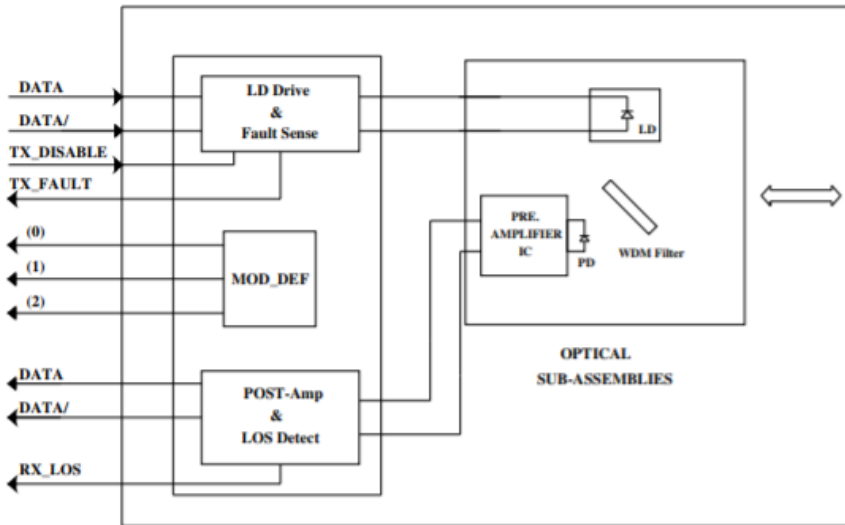 DATA
DATA/
TX_DISABLE
TX_FAULT
LD Drive
&
Fault Sense
LD
(0)
(1)
(2)
MOD_DEF
PRE.
AMPLIFIER
IC
PD
WDM Filter
OPTICAL
SUB-ASSEMBLIES
DATA
DATA/
RX_LOS
POST-Amp
&
LOS Detect